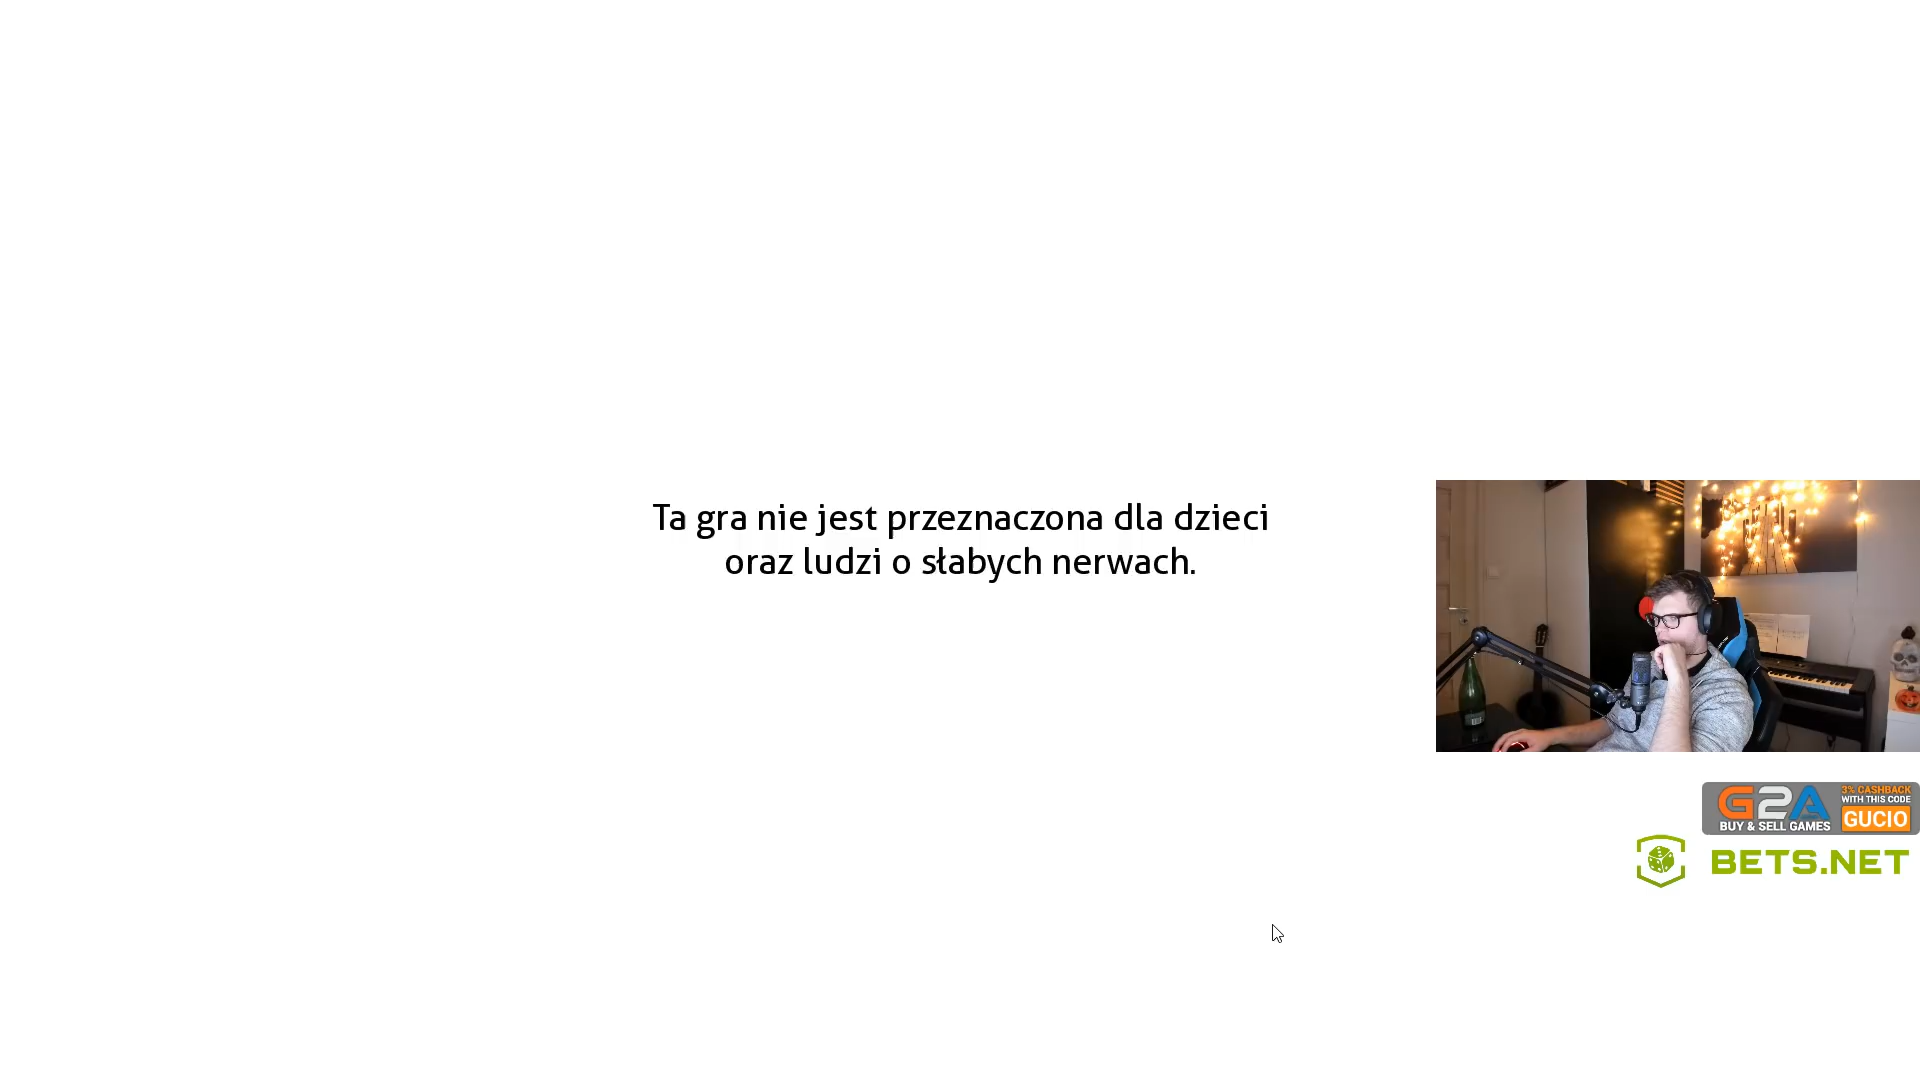 Ta gra nie jest przeznaczona dla dzieci
oraz ludzi o słabych nerwach.
G2A
BUY & SELL GAMES
3% CASHBACK
WITH THIS CODE
GUCIO
BETS.NET